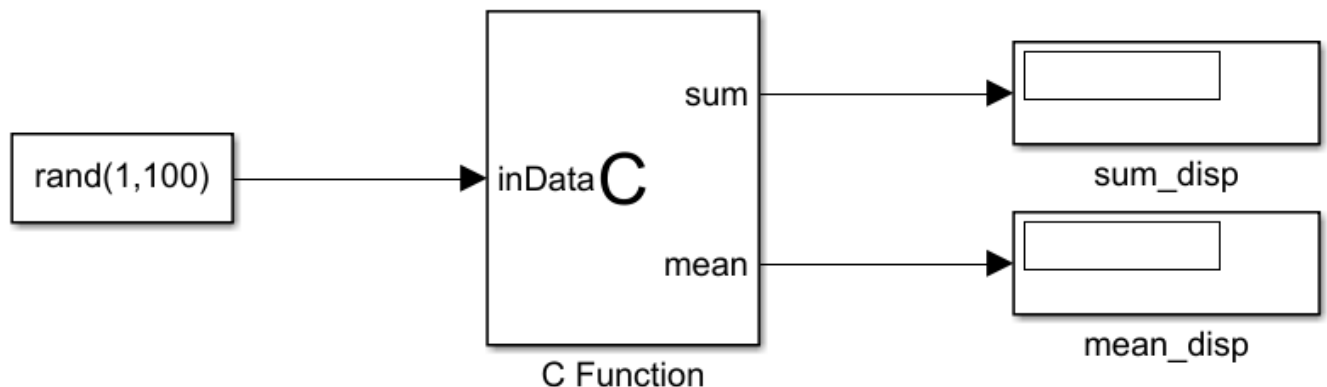 rand(1,100)
inData
C
sum
mean
C Function
sum_disp
mean_disp